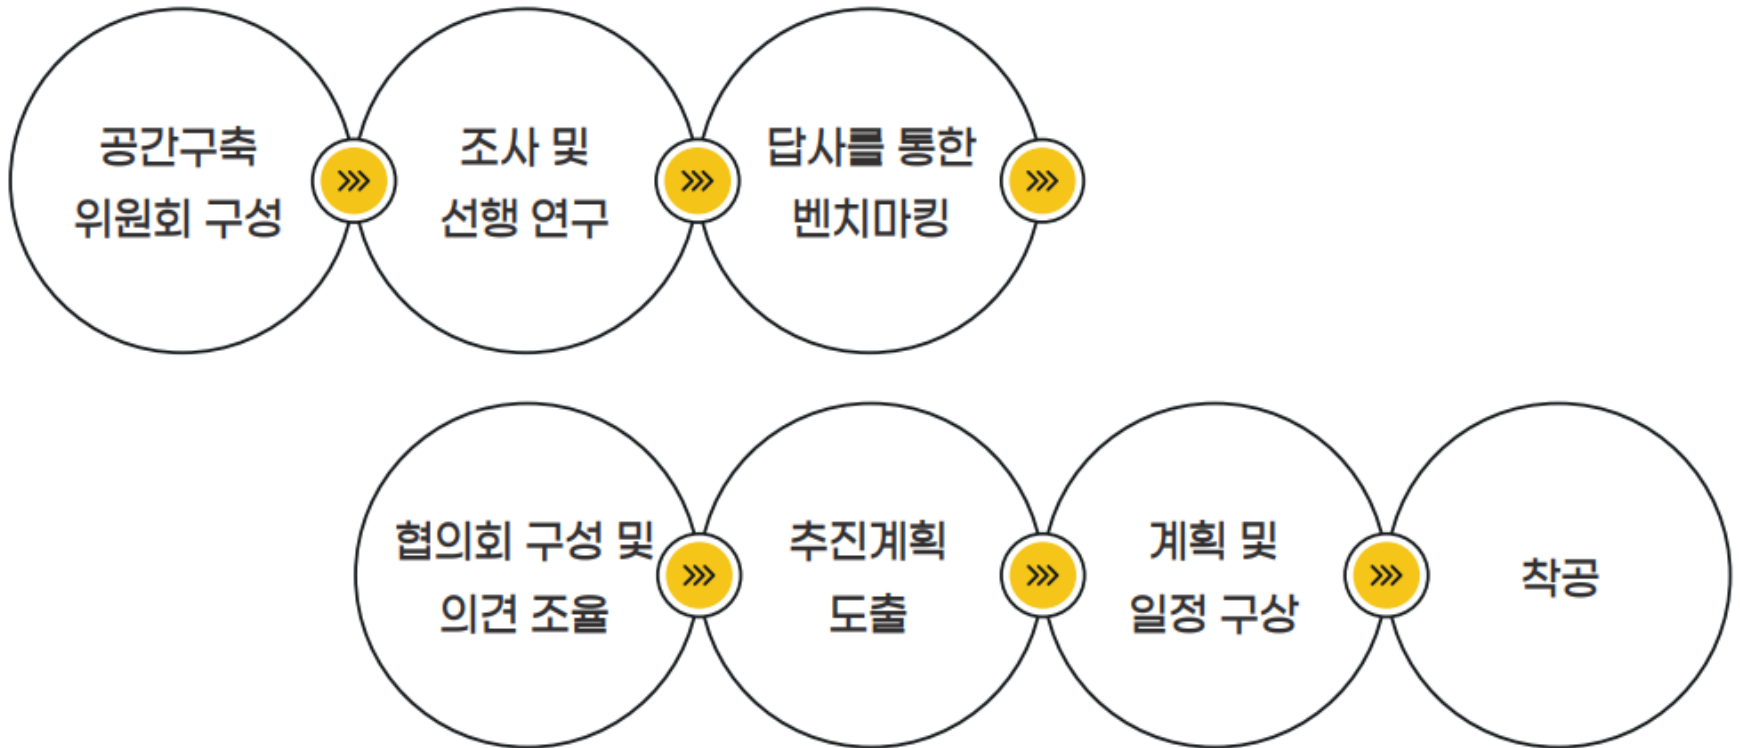 공간구축
위원회 구성
조사 및
선행 연구
답사를 통한
벤치마킹
협의회 구성 및
의견 조율
추진계획
도출
계획 및
일정 구상
착공